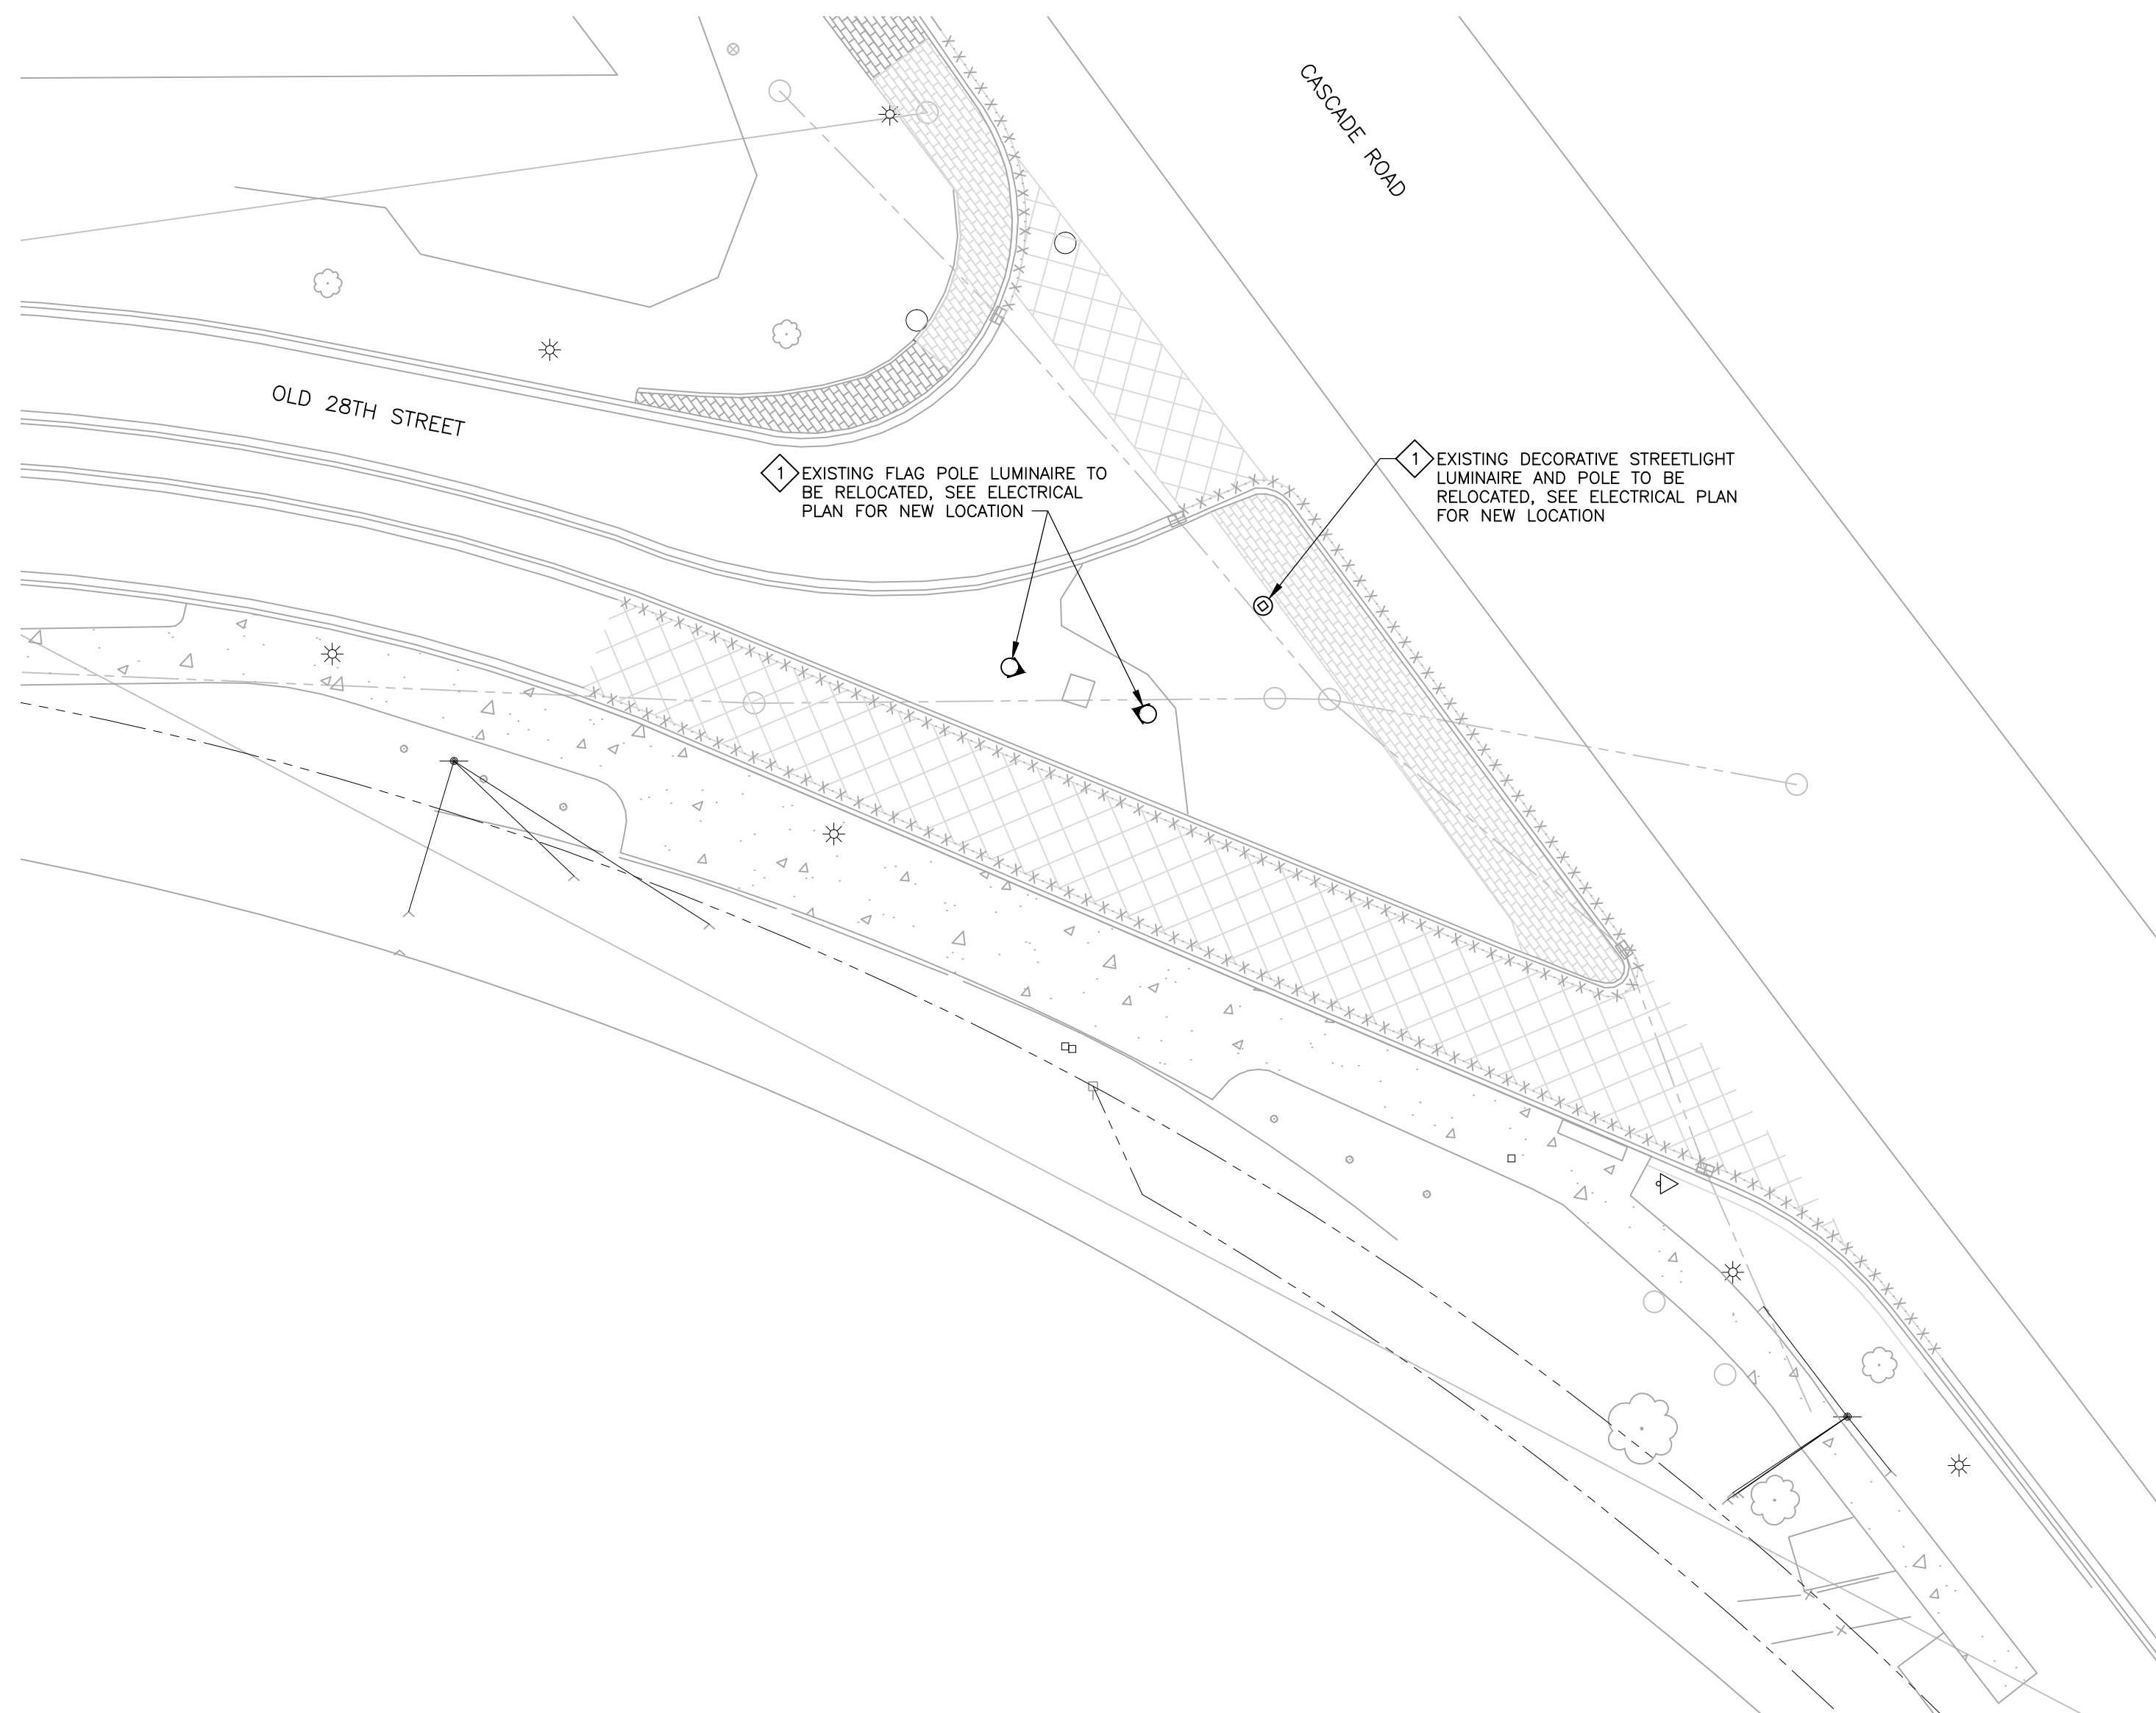 CASCADE ROAD
OLD 28TH STREET
1
EXISTING FLAG POLE LUMINAIRE TO
BE RELOCATED, SEE ELECTRICAL
PLAN FOR NEW LOCATION
1
EXISTING DECORATIVE STREETLIGHT
LUMINAIRE AND POLE TO BE
RELOCATED, SEE ELECTRICAL PLAN
FOR NEW LOCATION